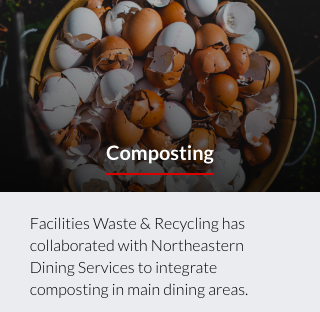 Composting
Facilities Waste & Recycling has
collaborated with Northeastern
Dining Services to integrate
composting in main dining areas.